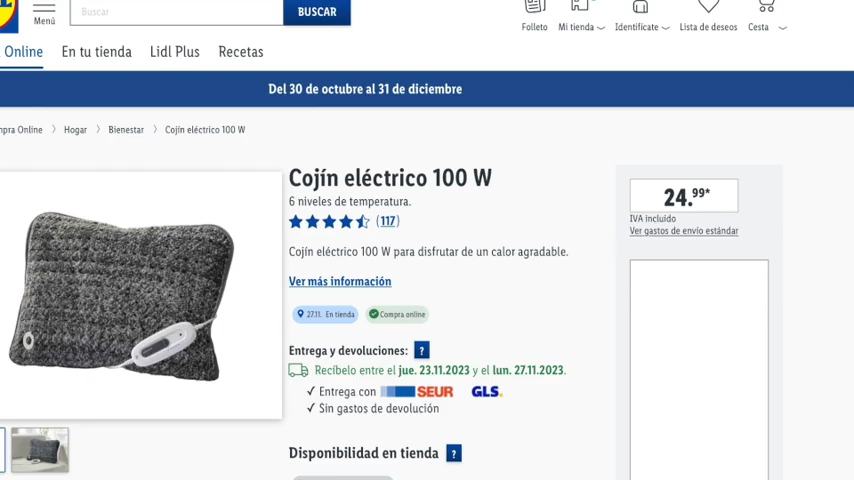 Menú
Buscar
BUSCAR
Folleto
Mi tienda
Identifícate
Lista de deseos
Cesta
Online
En tu tienda
Lidl Plus
Recetas
Del 30 de octubre al 31 de diciembre
mpra Online > Hogar > Bienestar > Cojín eléctrico 100 W
Cojín eléctrico 100 W
6 niveles de temperatura.
(117)
Cojín eléctrico 100 W para disfrutar de un calor agradable.
Ver más información
27.11. En tienda
Compra online
Entrega y devoluciones: ?
Recíbelo entre el jue. 23.11.2023 y el lun. 27.11.2023.
✓ Entrega con SEUR GLS.
✓ Sin gastos de devolución
Disponibilidad en tienda ?
24.99*
IVA incluido
Ver gastos de envío estándar